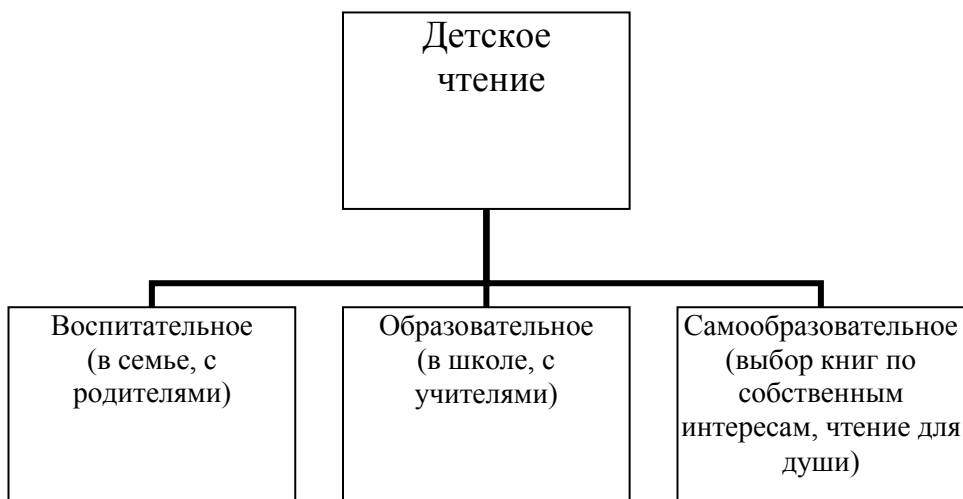 Детское
чтение
Воспитательное
(в семье, с
родителями)
Образовательное
(в школе, с
учителями)
Самообразовательное
(выбор книг по
собственным
интересам, чтение для
души)